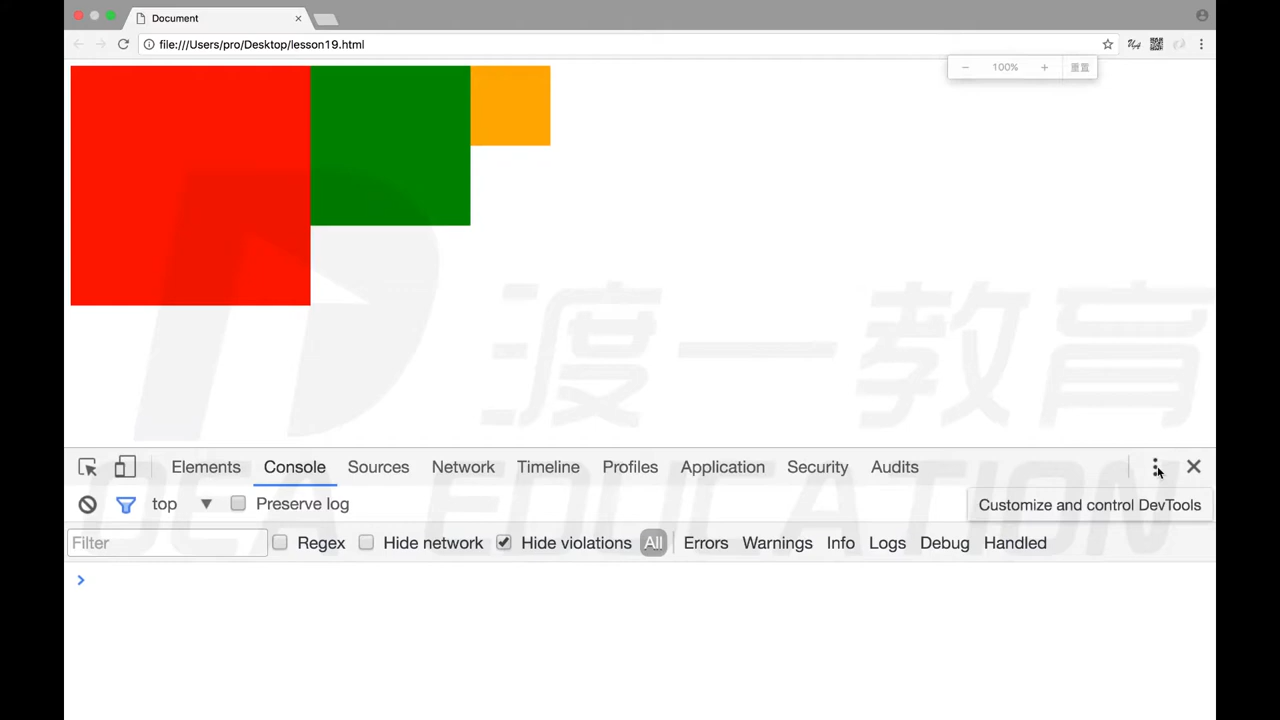 Document
file:///Users/pro/Desktop/lesson19.html
100%
重置
渡一教育
Elements Console Sources Network Timeline Profiles Application Security Audits
top Preserve log
Customize and control DevTools
DEA EDUCATION
Filter Regex Hide network Hide violations All Errors Warnings Info Logs Debug Handled